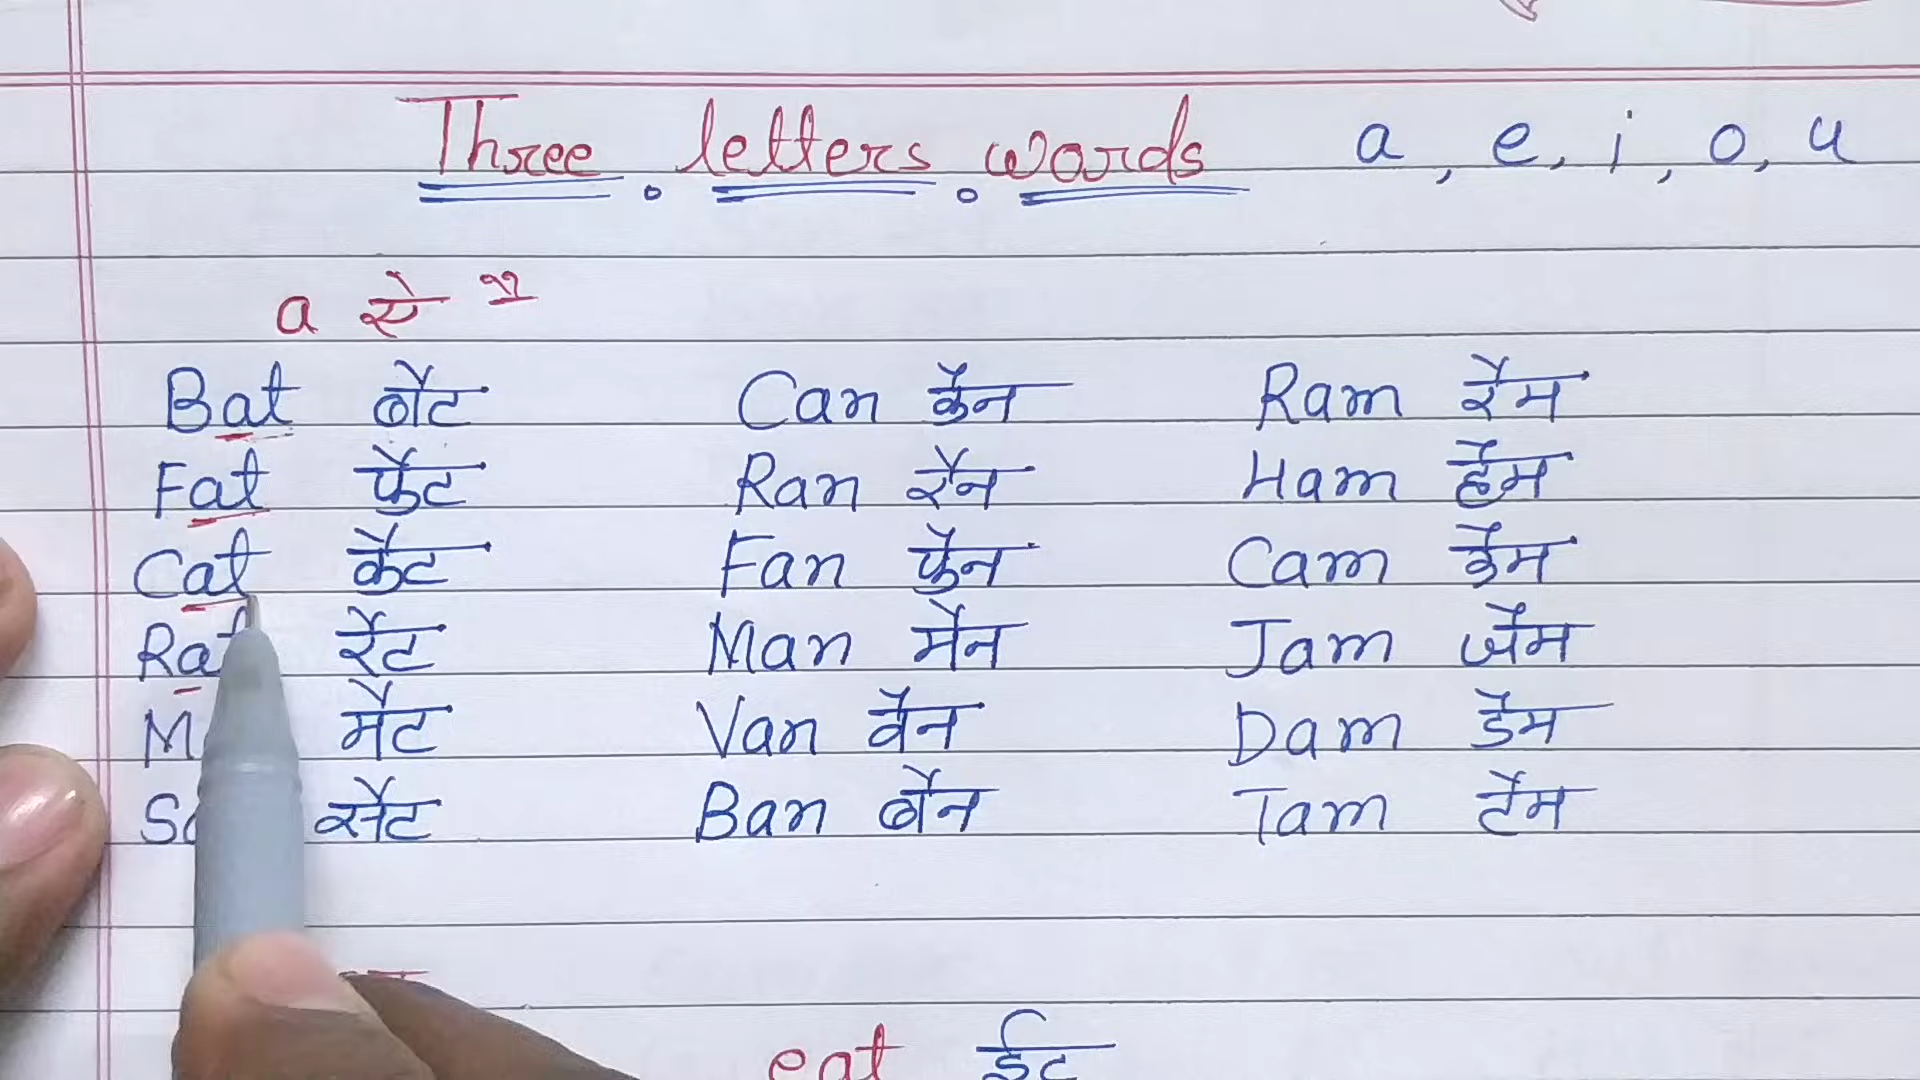 Three letters words a, e, i, o, u
a से
Bat बैट Can कैन Ram रैम
Fat फैट Ran रैन Ham हैम
Cat कैट Fan फैन Cam कैम
रैट Man मैन Jam जैम
मैट Van वैन Dam डैम
सैट Ban बैन Tam टैम
eat ईट